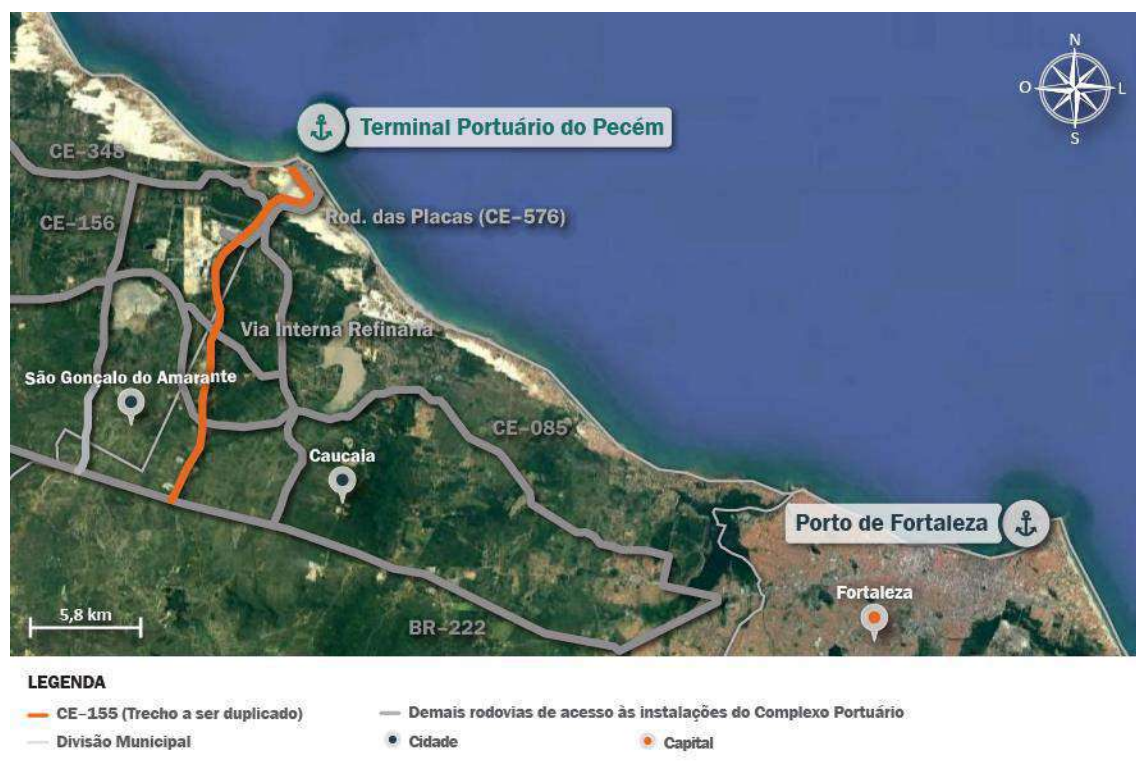 N
O
L
S
Terminal Portuário do Pecém
CE-348
CE-156
Rod. das Placas (CE-576)
Via Interna Refinaria
São Gonçalo do Amarante
CE-085
Caucaia
Porto de Fortaleza
Fortaleza
5,8 km
BR-222
LEGENDA
CE-155 (Trecho a ser duplicado)
Demais rodovias de acesso às instalações do Complexo Portuário
Divisão Municipal
Cidade
Capital